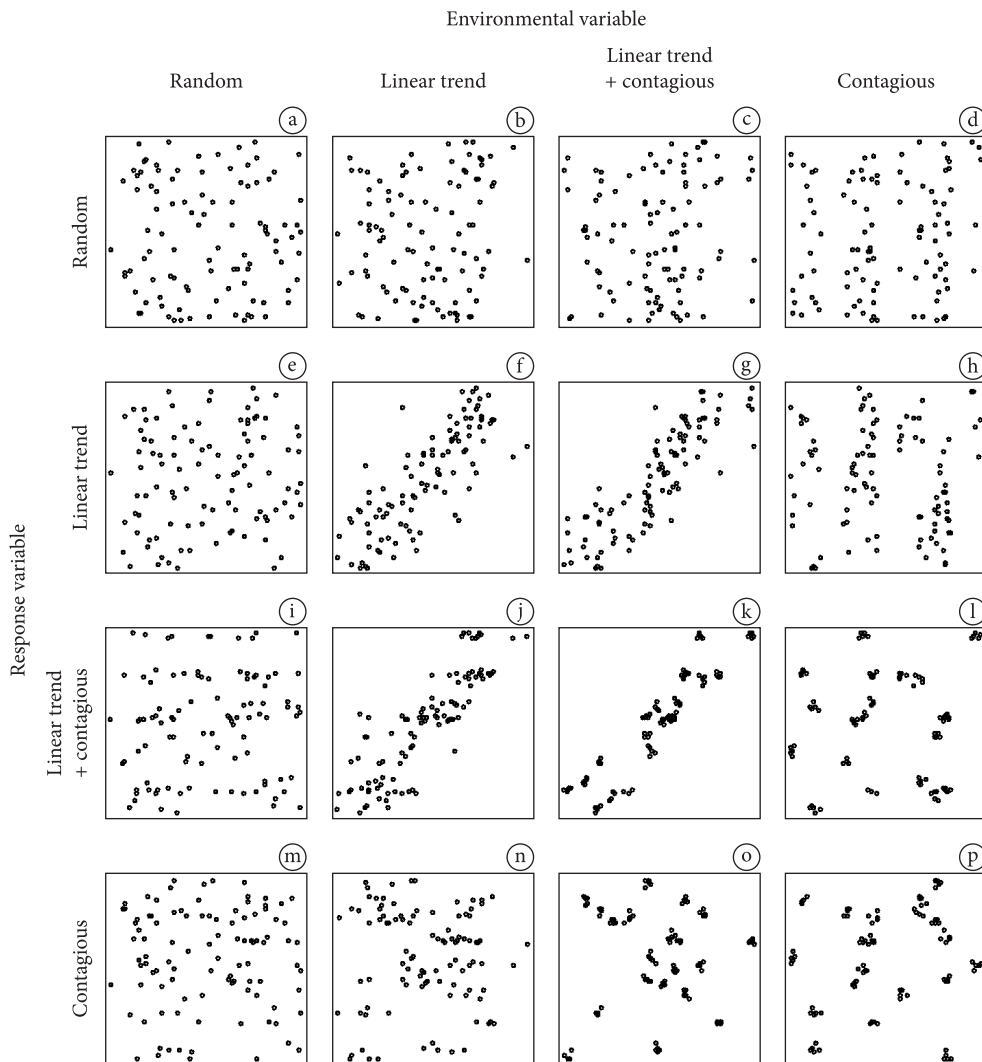 Environmental variable
Random
Linear trend
Linear trend
+ contagious
Contagious
a
b
c
d
Random
e
f
g
h
Linear trend
Response variable
i
j
k
l
Linear trend
+ contagious
m
n
o
p
Contagious